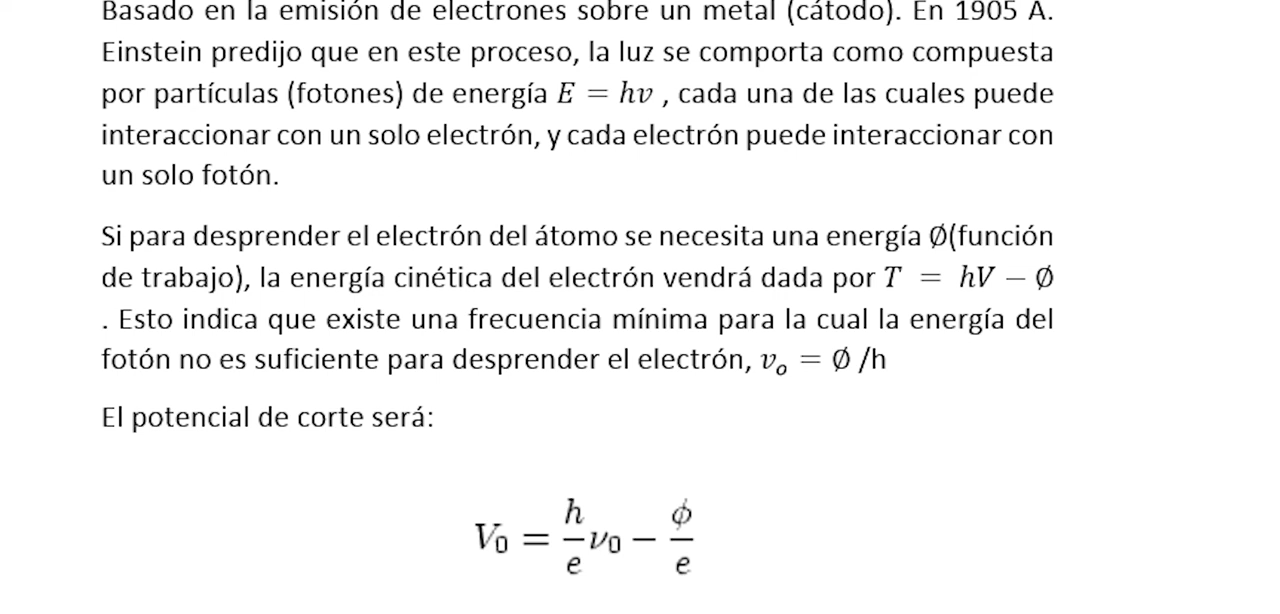 Basado en la emisión de electrones sobre un metal (cátodo). En 1905 A.
Einstein predijo que en este proceso, la luz se comporta como compuesta
por partículas (fotones) de energía E = hv , cada una de las cuales puede
interaccionar con un solo electrón, y cada electrón puede interaccionar con
un solo fotón.
Si para desprender el electrón del átomo se necesita una energía Ø(función
de trabajo), la energía cinética del electrón vendrá dada por T = hV − Ø
. Esto indica que existe una frecuencia mínima para la cual la energía del
fotón no es suficiente para desprender el electrón, vₒ = Ø /h
El potencial de corte será:
V₀ = h/e ν₀ − ϕ/e